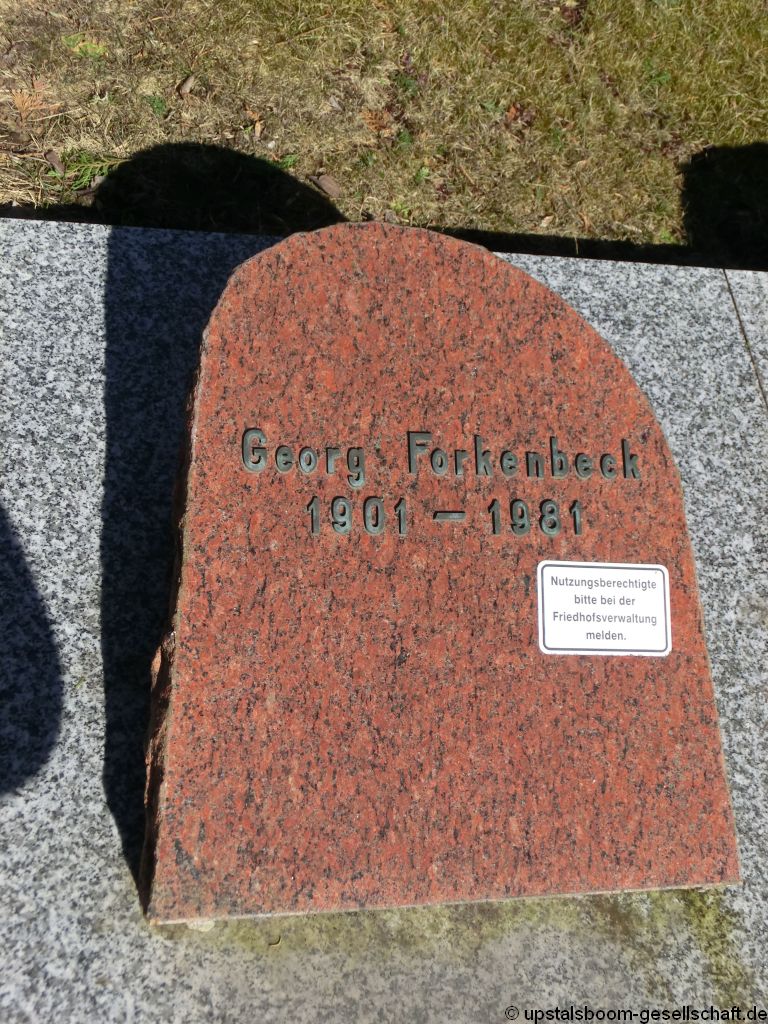 Georg Forkenbeck
1901 – 1981
Nutzungsberechtigte
bitte bei der
Friedhofsverwaltung
melden.
© upstalsboom-gesellschaft.de